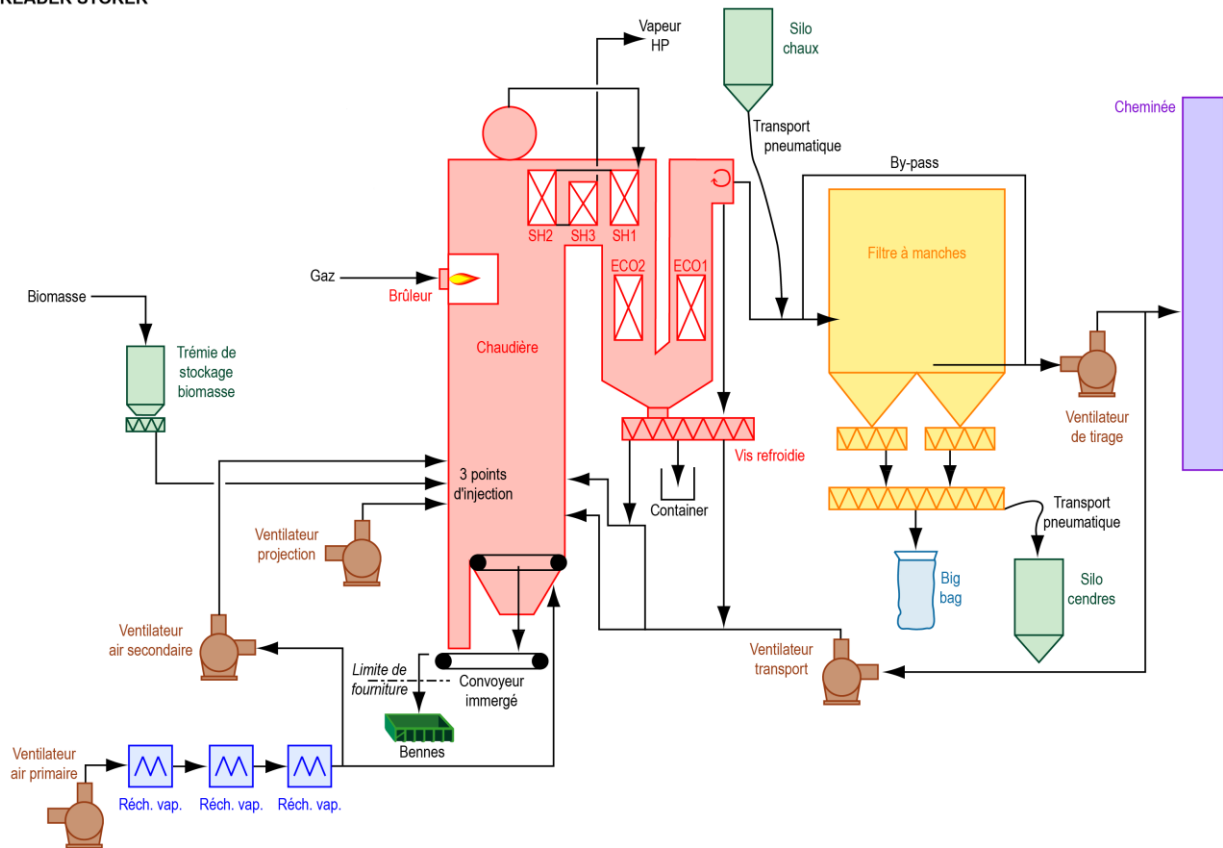 Vapeur
HP
Silo
chaux
Cheminée
Transport
pneumatique
By-pass
SH2
SH3
SH1
Filtre à manches
Gaz
Brûleur
ECO2
ECO1
Biomasse
Chaudière
Trémie de
stockage
biomasse
Ventilateur
de tirage
Vis refroidie
3 points
d'injection
Container
Transport
pneumatique
Ventilateur
projection
Big
bag
Silo
cendres
Ventilateur
air secondaire
Limite de
fourniture
Convoyeur
immergé
Ventilateur
transport
Bennes
Ventilateur
air primaire
Réch. vap.
Réch. vap.
Réch. vap.